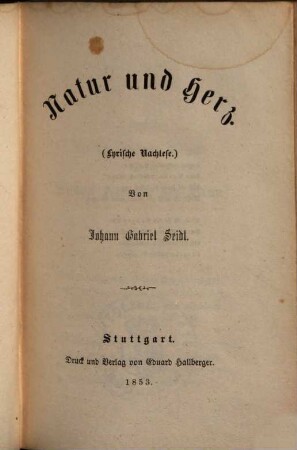 Natur und Herz.
(Lyrische Nachlese.)
Von
Johann Gabriel Seidl.
Stuttgart.
Druck und Verlag von Eduard Hallberger.
1853.